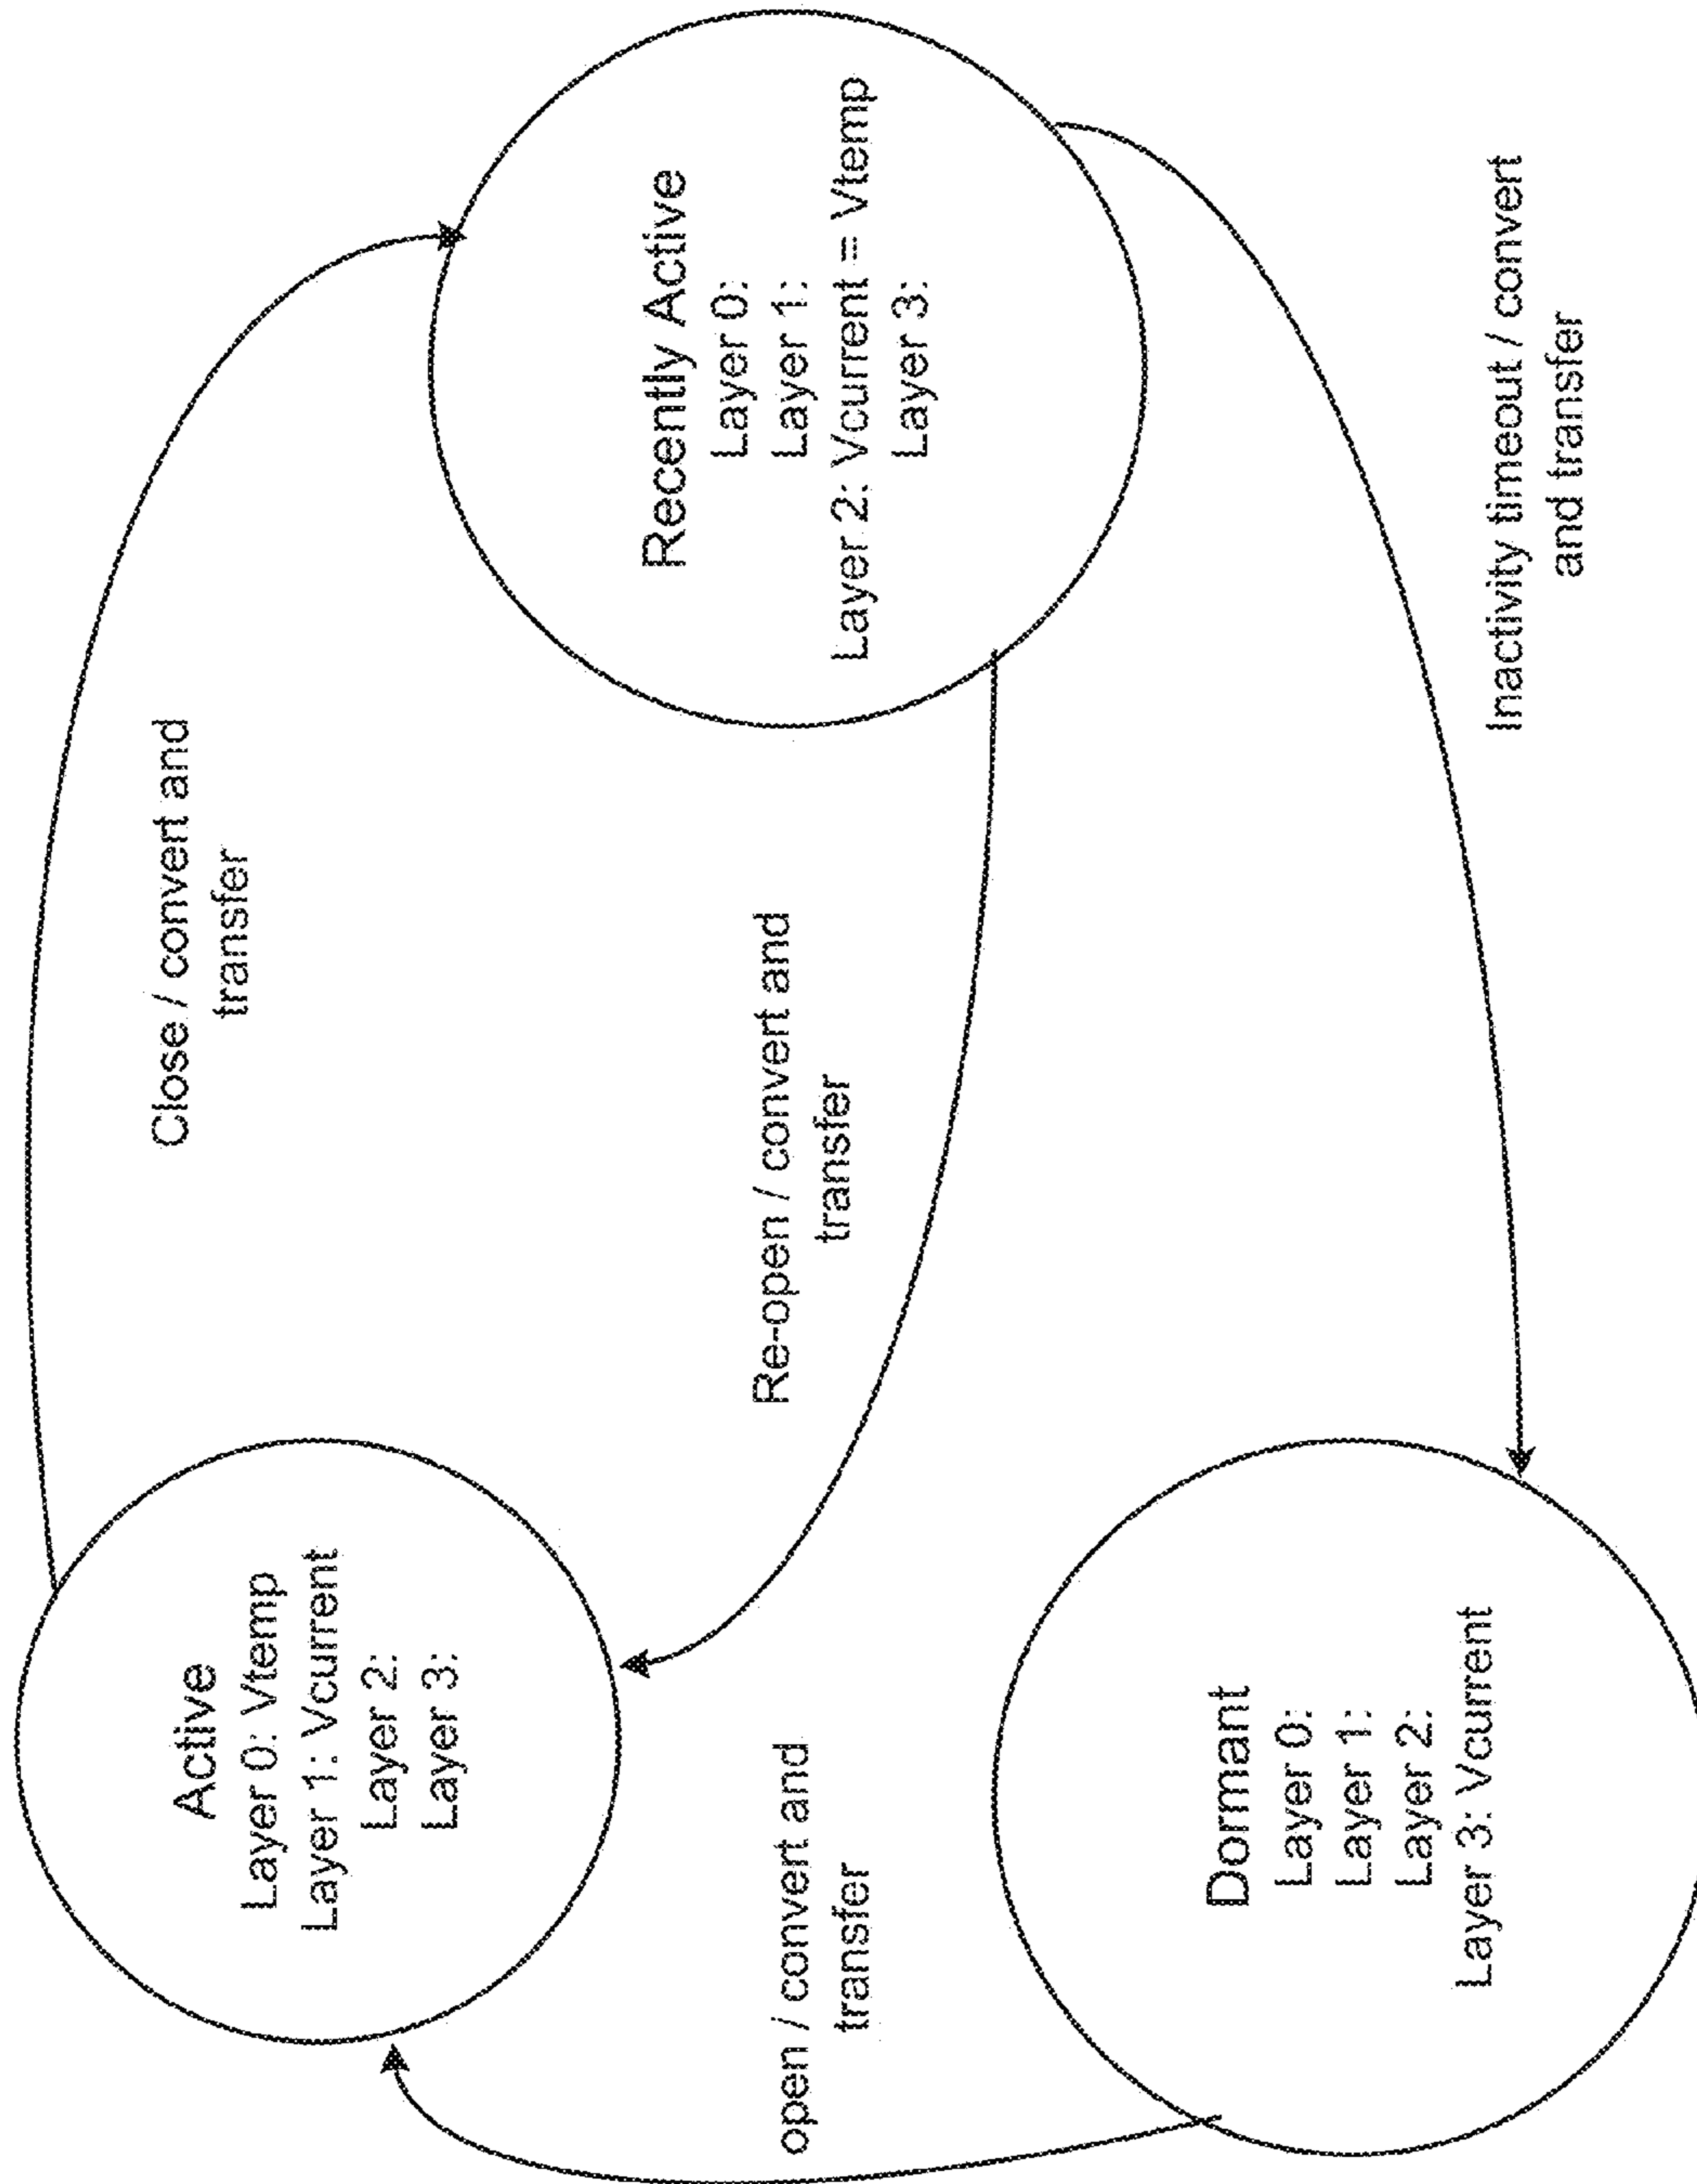 Active
Layer 0: Vtemp
Layer 1: Vcurrent
Layer 2:
Layer 3:
Close / convert and
transfer
Recently Active
Layer 0:
Layer 1:
Layer 2: Vcurrent = Vtemp
Layer 3:
Re-open / convert and
transfer
open / convert and
transfer
Dormant
Layer 0:
Layer 1:
Layer 2:
Layer 3: Vcurrent
Inactivity timeout / convert
and transfer